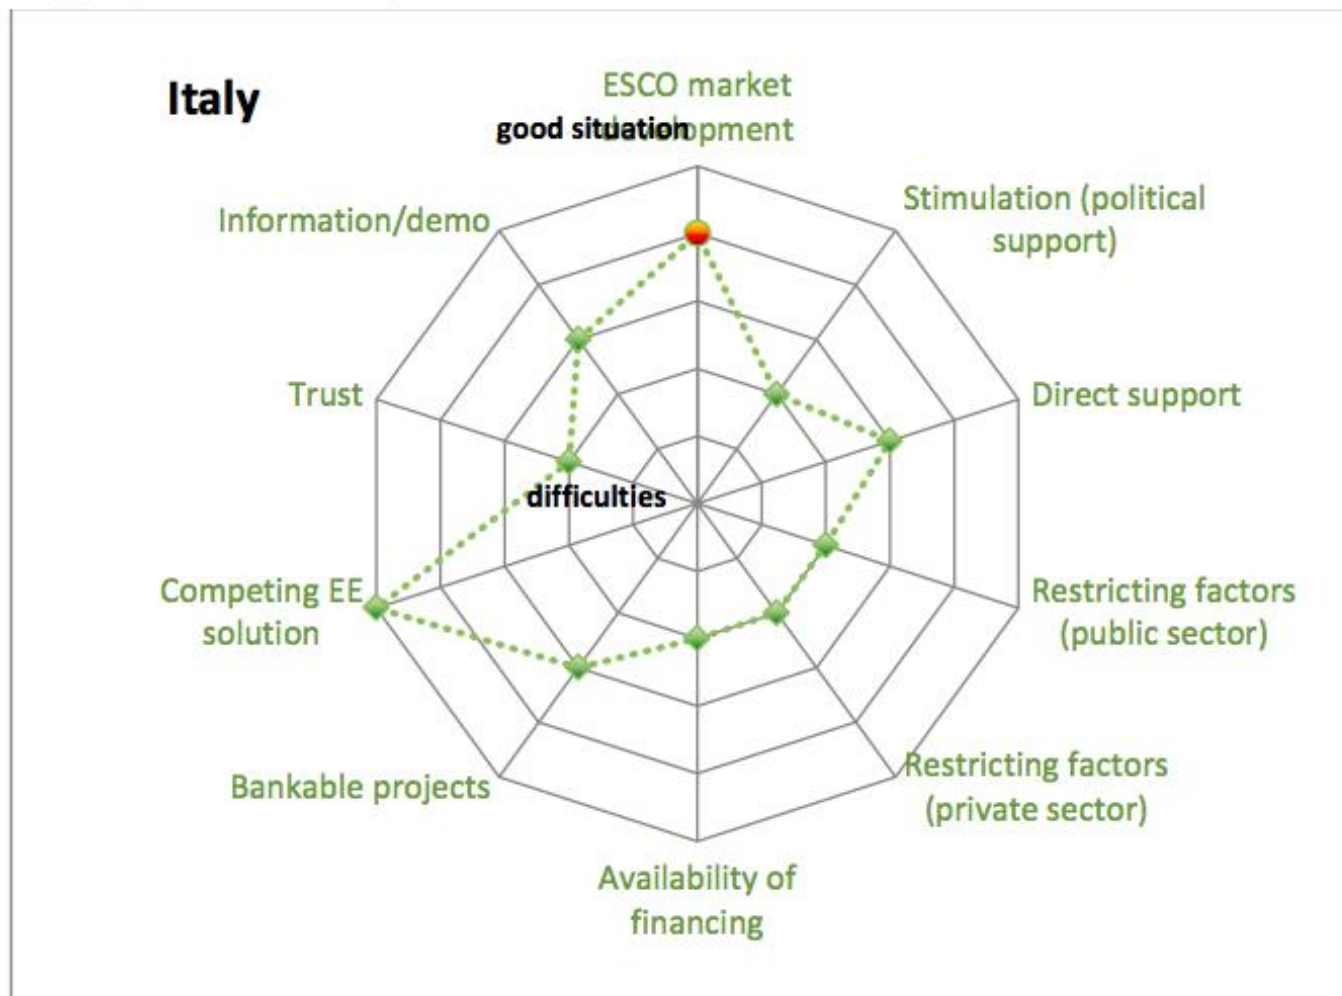 Italy
ESCO market
development
good situation
Stimulation (political
support)
Information/demo
Direct support
Trust
difficulties
Restricting factors
(public sector)
Competing EE
solution
Restricting factors
(private sector)
Bankable projects
Availability of
financing